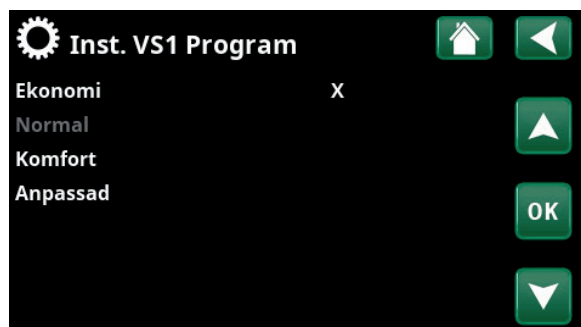 Inst. VS1 Program
Ekonomi X
Normal
Komfort
Anpassad
OK